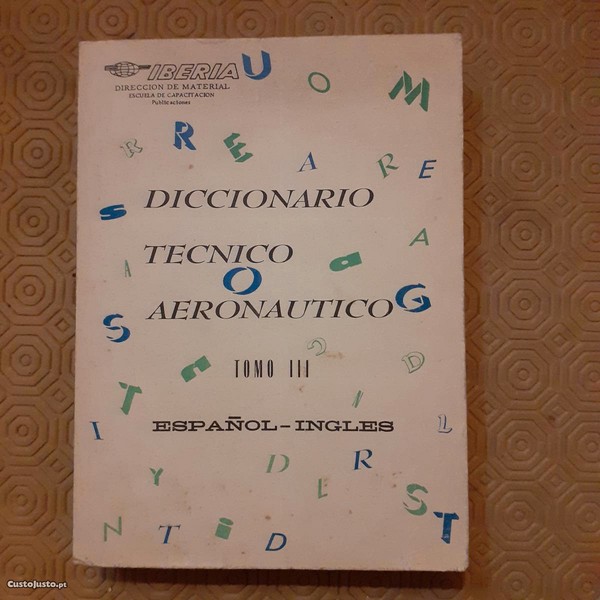 IBERIA
DIRECCION DE MATERIAL
ESCUELA DE CAPACITACION
Publicaciones
DICCIONARIO
TECNICO
AERONAUTICO
TOMO III
ESPAÑOL-INGLES
CustoJusto.pt